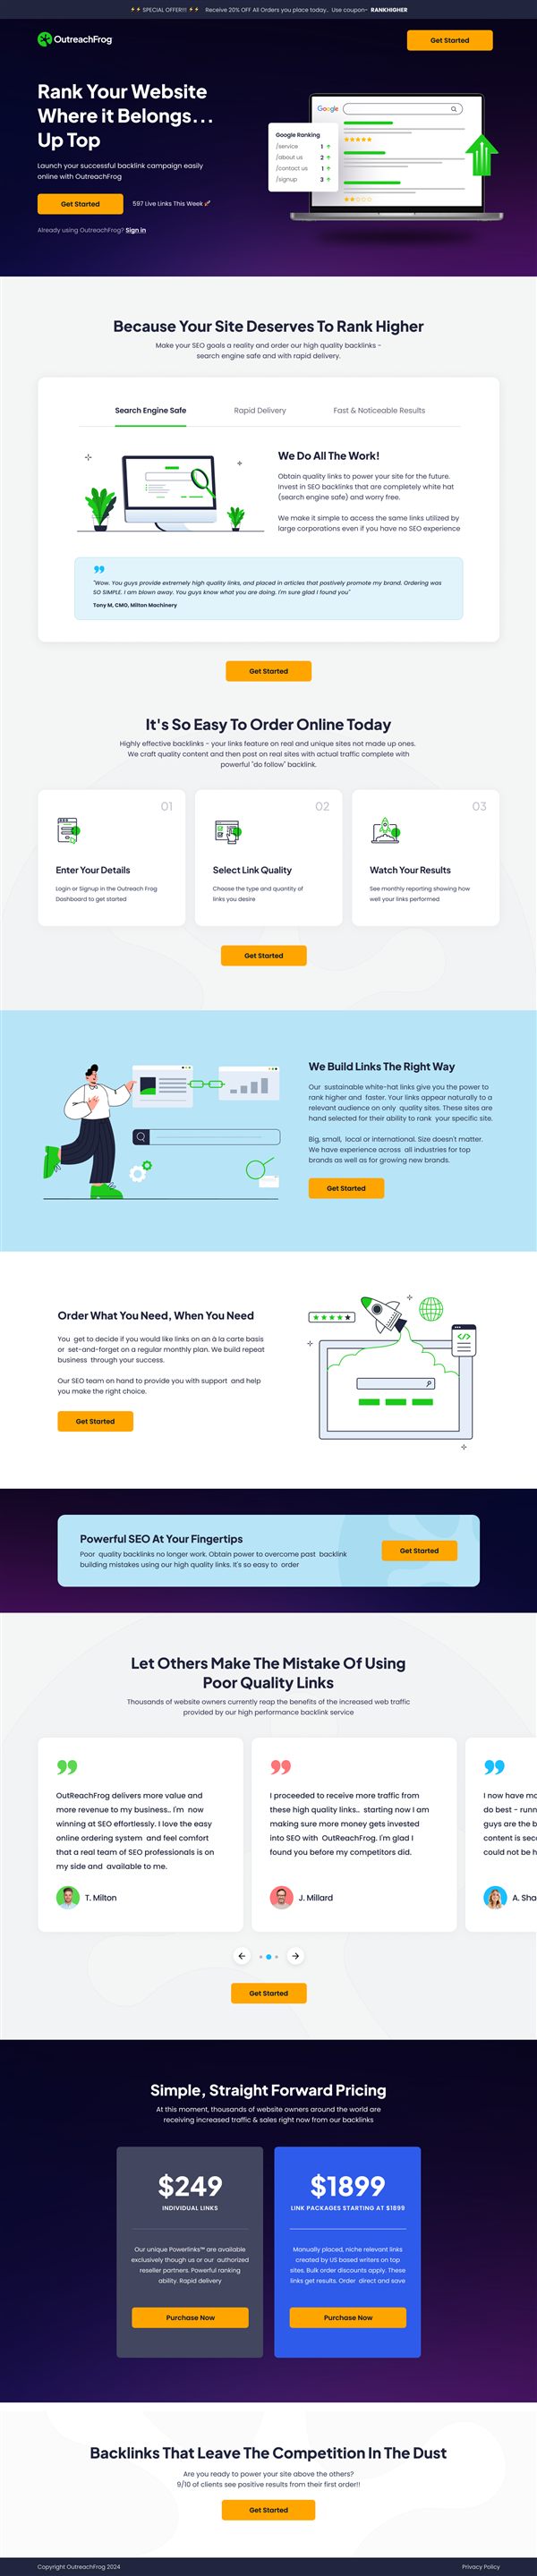 SPECIAL OFFER!!! Receive 20% OFF All Orders you place today.. Use coupon- RANKHIGHER
OutreachFrog
Get Started
Rank Your Website
Where it Belongs...
Up Top
Launch your successful backlink campaign easily
online with OutreachFrog
Get Started
597 Live Links This Week
Already using OutreachFrog? Sign in
Google
Google Ranking
/service 1
/about us 2
/contact us 1
/signup 3
Because Your Site Deserves To Rank Higher
Make your SEO goals a reality and order our high quality backlinks -
search engine safe and with rapid delivery.
Search Engine Safe
Rapid Delivery
Fast & Noticeable Results
We Do All The Work!
Obtain quality links to power your site for the future.
Invest in SEO backlinks that are completely white hat
(search engine safe) and worry free.
We make it simple to access the same links utilized by
large corporations even if you have no SEO experience
"Wow. You guys provide extremely high quality links, and placed in articles that postively promote my brand. Ordering was
SO SIMPLE. I am blown away. You guys know what you are doing. I'm sure glad I found you"
Tony M, CMO, Milton Machinery
Get Started
It's So Easy To Order Online Today
Highly effective backlinks - your links feature on real and unique sites not made up ones.
We craft quality content and then post on real sites with actual traffic complete with
powerful "do follow" backlink.
01
Enter Your Details
Login or Signup in the Outreach Frog
Dashboard to get started
02
Select Link Quality
Choose the type and quantity of
links you desire
03
Watch Your Results
See monthly reporting showing how
well your links performed
Get Started
We Build Links The Right Way
Our sustainable white-hat links give you the power to
rank higher and faster. Your links appear naturally to a
relevant audience on only quality sites. These sites are
hand selected for their ability to rank your specific site.
Big, small, local or international. Size doesn't matter.
We have experience across all industries for top
brands as well as for growing new brands.
Get Started
Order What You Need, When You Need
You get to decide if you would like links on an à la carte basis
or set-and-forget on a regular monthly plan. We build repeat
business through your success.
Our SEO team on hand to provide you with support and help
you make the right choice.
Get Started
Powerful SEO At Your Fingertips
Poor quality backlinks no longer work. Obtain power to overcome past backlink
building mistakes using our high quality links. It's so easy to order
Get Started
Let Others Make The Mistake Of Using
Poor Quality Links
Thousands of website owners currently reap the benefits of the increased web traffic
provided by our high performance backlink service
OutReachFrog delivers more value and
more revenue to my business.. I'm now
winning at SEO effortlessly. I love the easy
online ordering system and feel comfort
that a real team of SEO professionals is on
my side and available to me.
T. Milton
I proceeded to receive more traffic from
these high quality links.. starting now I am
making sure more money gets invested
into SEO with OutReachFrog. I'm glad I
found you before my competitors did.
J. Millard
I now have mo
do best - runn
guys are the b
content is sec
could not be h
A. Sha
Get Started
Simple, Straight Forward Pricing
At this moment, thousands of website owners around the world are
receiving increased traffic & sales right now from our backlinks
$249
INDIVIDUAL LINKS
Our unique Powerlinks™ are available
exclusively though us or our authorized
reseller partners. Powerful ranking
ability. Rapid delivery
Purchase Now
$1899
LINK PACKAGES STARTING AT $1899
Manually placed, niche relevant links
created by US based writers on top
sites. Bulk order discounts apply. These
links get results. Order direct and save
Purchase Now
Backlinks That Leave The Competition In The Dust
Are you ready to power your site above the others?
9/10 of clients see positive results from their first order!!
Get Started
Copyright OutreachFrog 2024
Privacy Policy